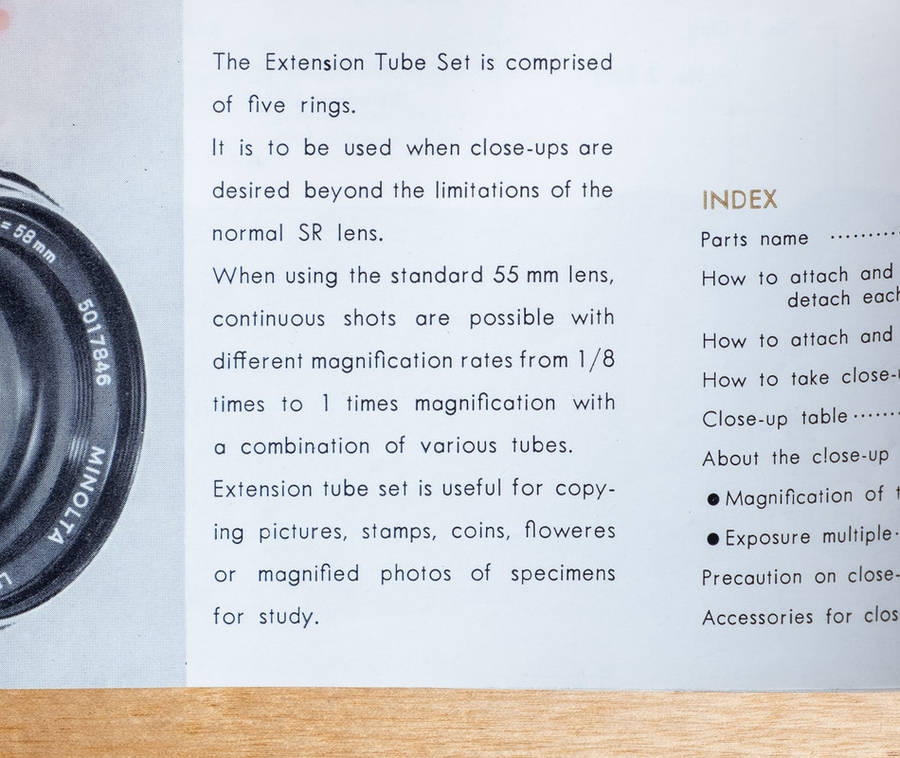 = 58 mm
5017846
MINOLTA
The Extension Tube Set is comprised
of five rings.
It is to be used when close-ups are
desired beyond the limitations of the
normal SR lens.
When using the standard 55 mm lens,
continuous shots are possible with
different magnification rates from 1/8
times to 1 times magnification with
a combination of various tubes.
Extension tube set is useful for copy-
ing pictures, stamps, coins, floweres
or magnified photos of specimens
for study.
INDEX
Parts name ········
How to attach and
detach each
How to attach and
How to take close-
Close-up table ······
About the close-up
● Magnification of
● Exposure multiple ·
Precaution on close-
Accessories for clos